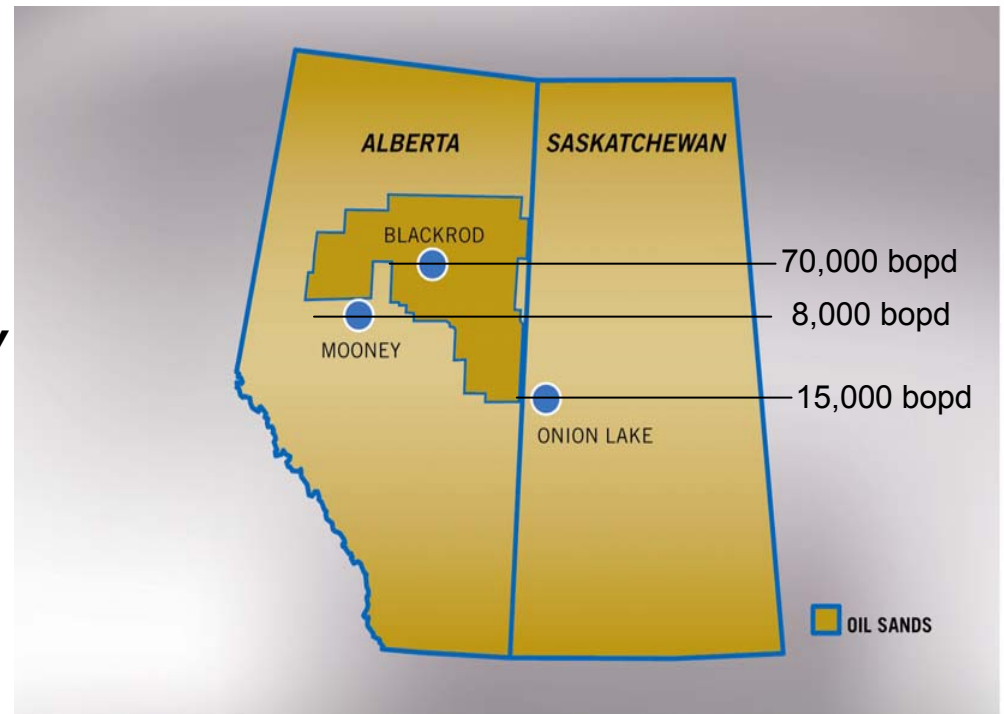 ALBERTA
SASKATCHEWAN
BLACKROD
70,000 bopd
8,000 bopd
MOONEY
15,000 bopd
ONION LAKE
OIL SANDS